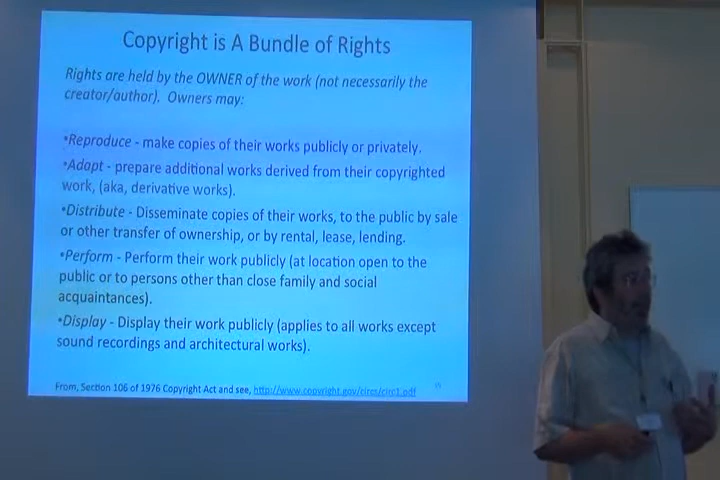 Copyright is A Bundle of Rights
Rights are held by the OWNER of the work (not necessarily the
creator/author). Owners may:
•Reproduce - make copies of their works publicly or privately.
•Adapt - prepare additional works derived from their copyrighted
work, (aka, derivative works).
•Distribute - Disseminate copies of their works, to the public by sale
or other transfer of ownership, or by rental, lease, lending.
•Perform - Perform their work publicly (at location open to the
public or to persons other than close family and social
acquaintances).
•Display - Display their work publicly (applies to all works except
sound recordings and architectural works).
From, Section 106 of 1976 Copyright Act and see, http://www.copyright.gov/circs/circ1.pdf